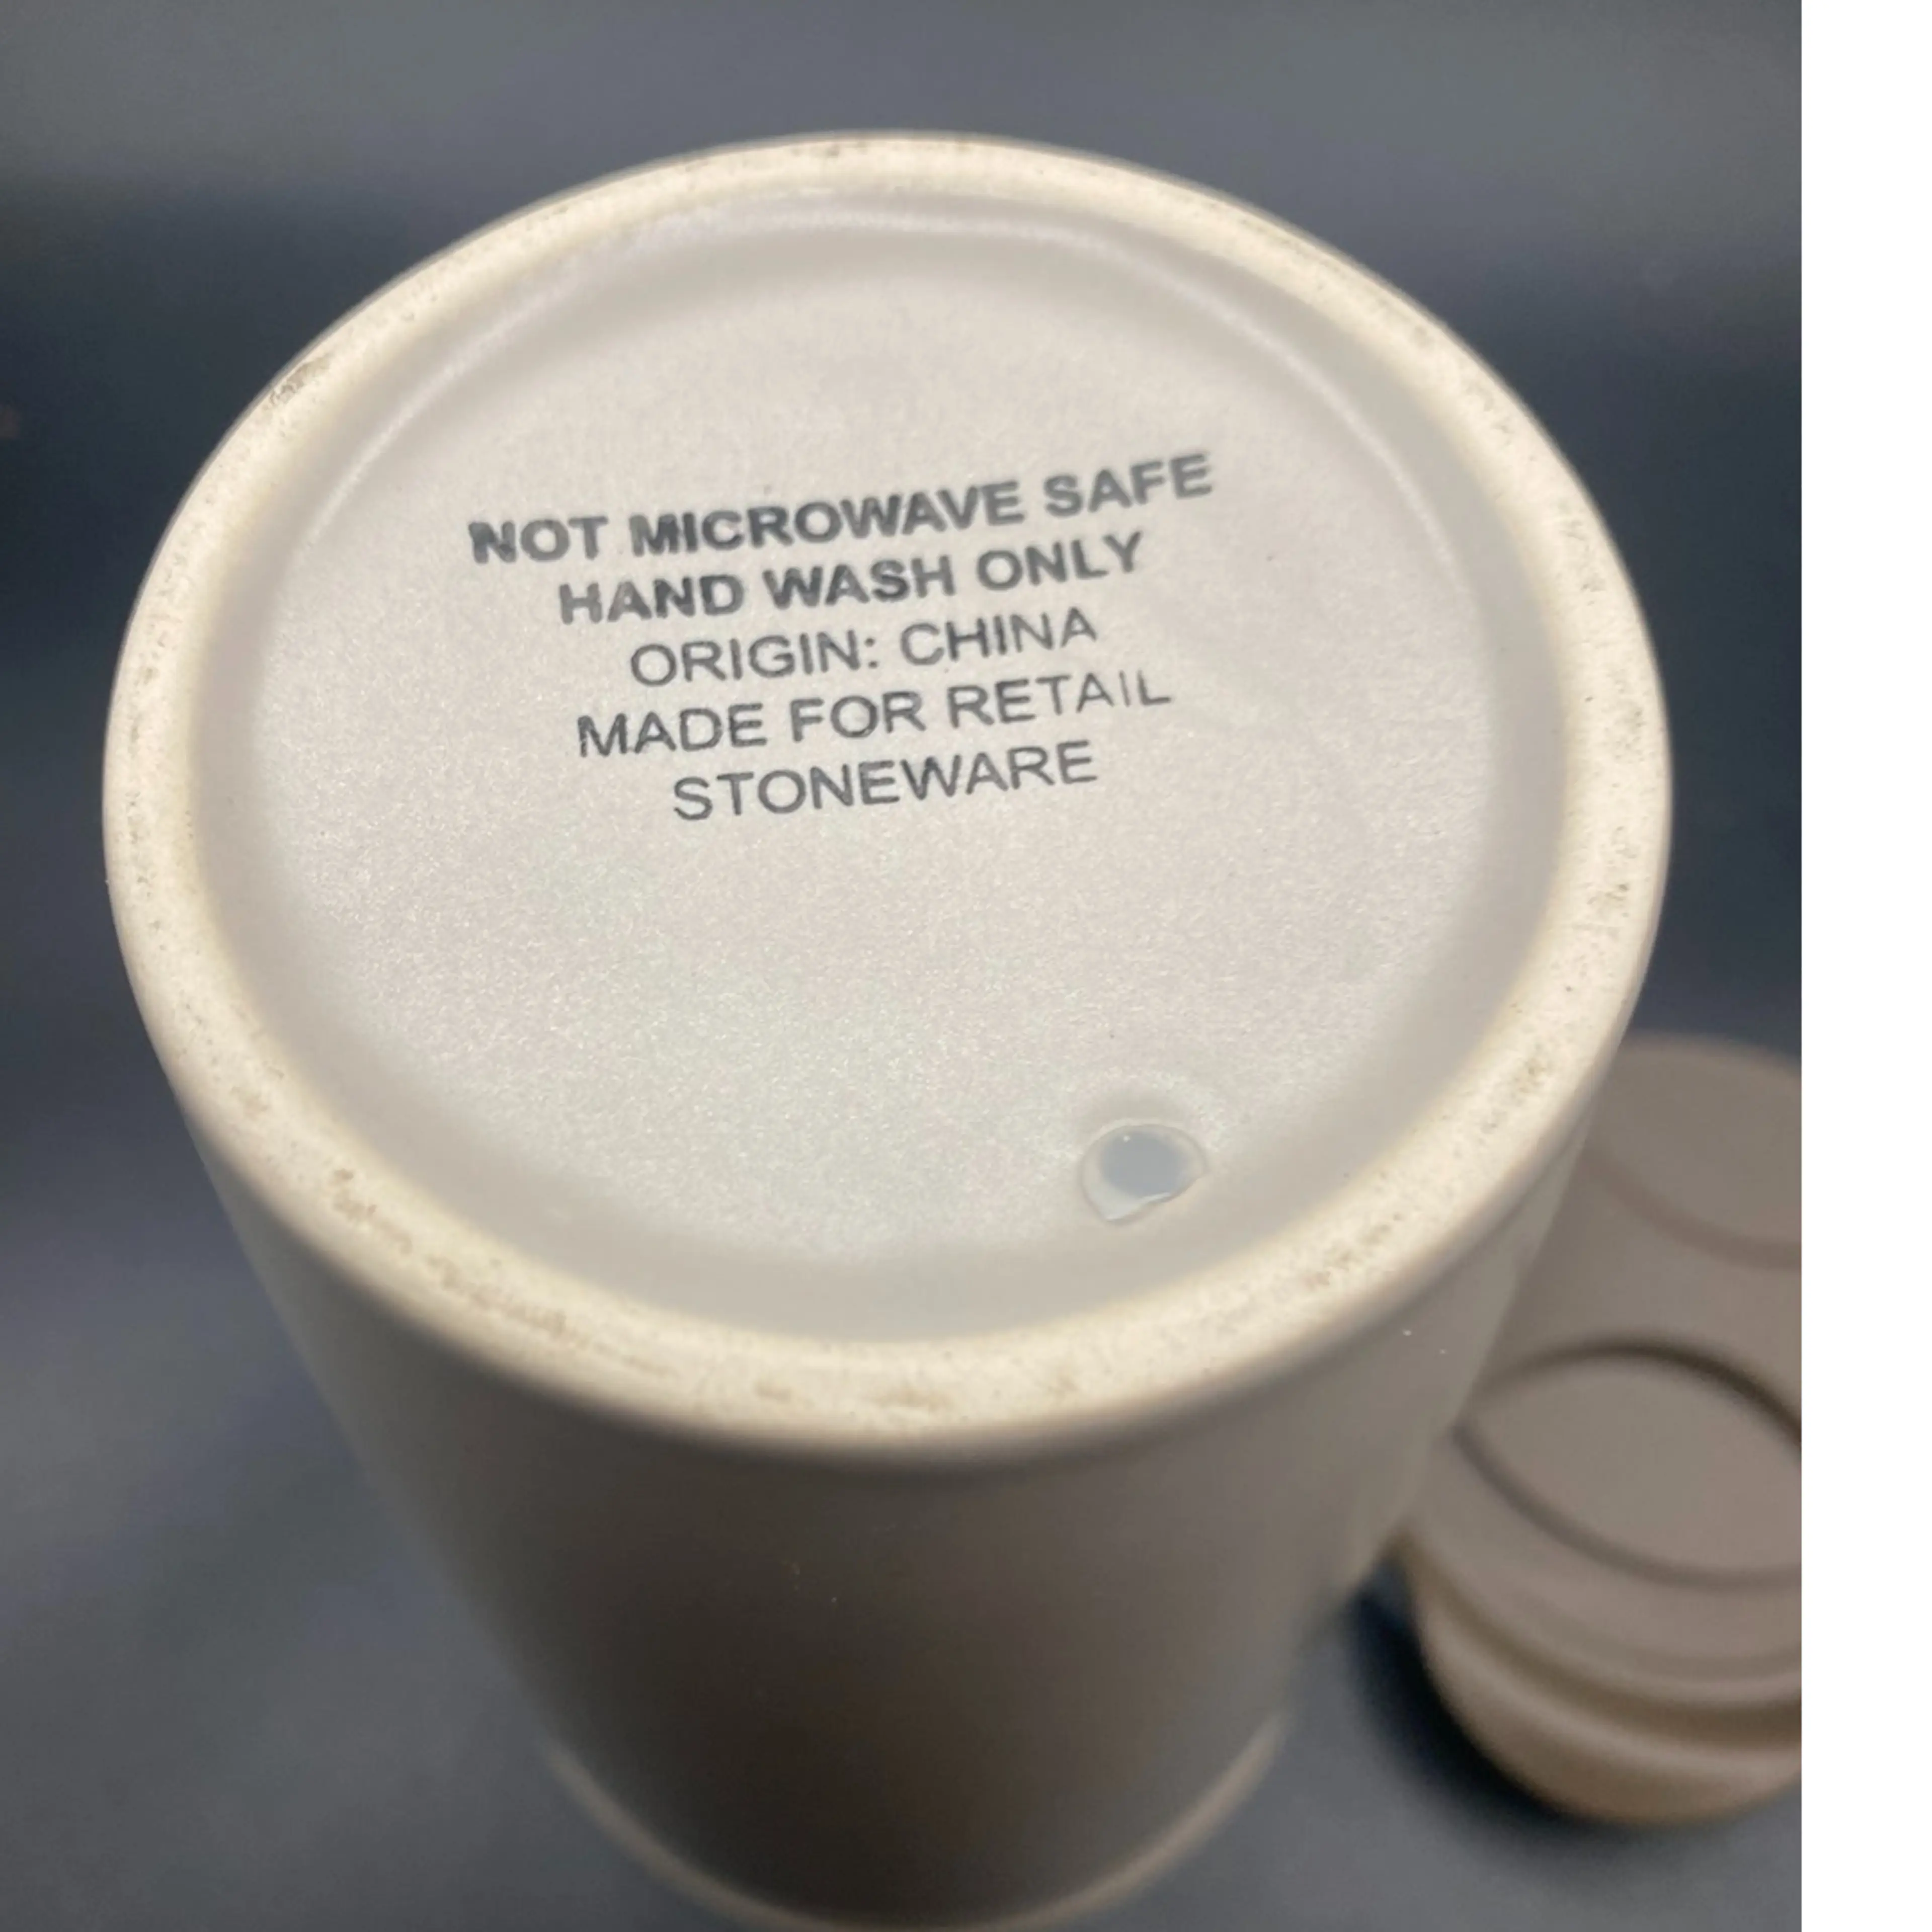 NOT MICROWAVE SAFE
HAND WASH ONLY
ORIGIN: CHINA
MADE FOR RETAIL
STONEWARE